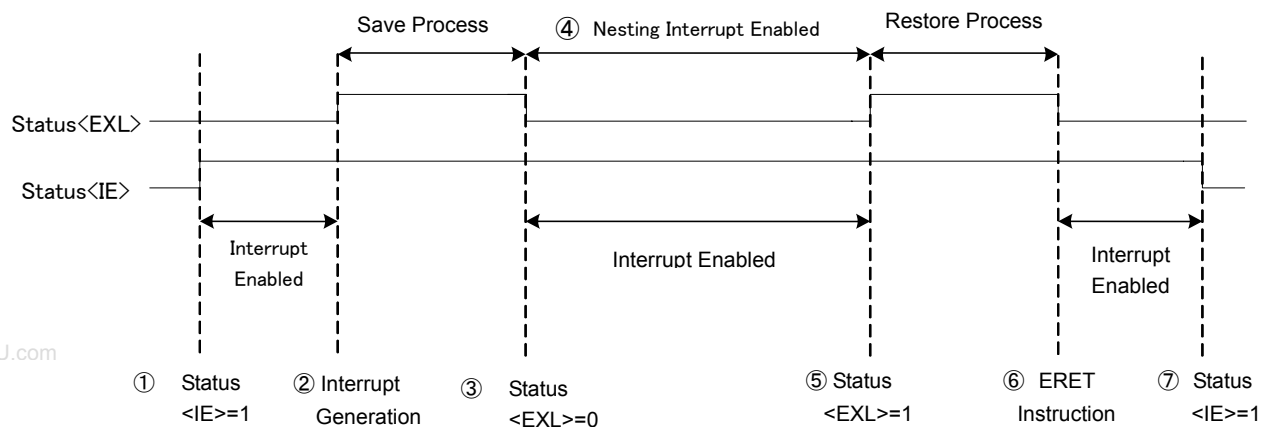 Save Process
④ Nesting Interrupt Enabled
Restore Process
Status<EXL>
Status<IE>
Interrupt
Enabled
Interrupt Enabled
Interrupt
Enabled
U.com
① Status
<IE>=1
② Interrupt
Generation
③ Status
<EXL>=0
⑤ Status
<EXL>=1
⑥ ERET
Instruction
⑦ Status
<IE>=1